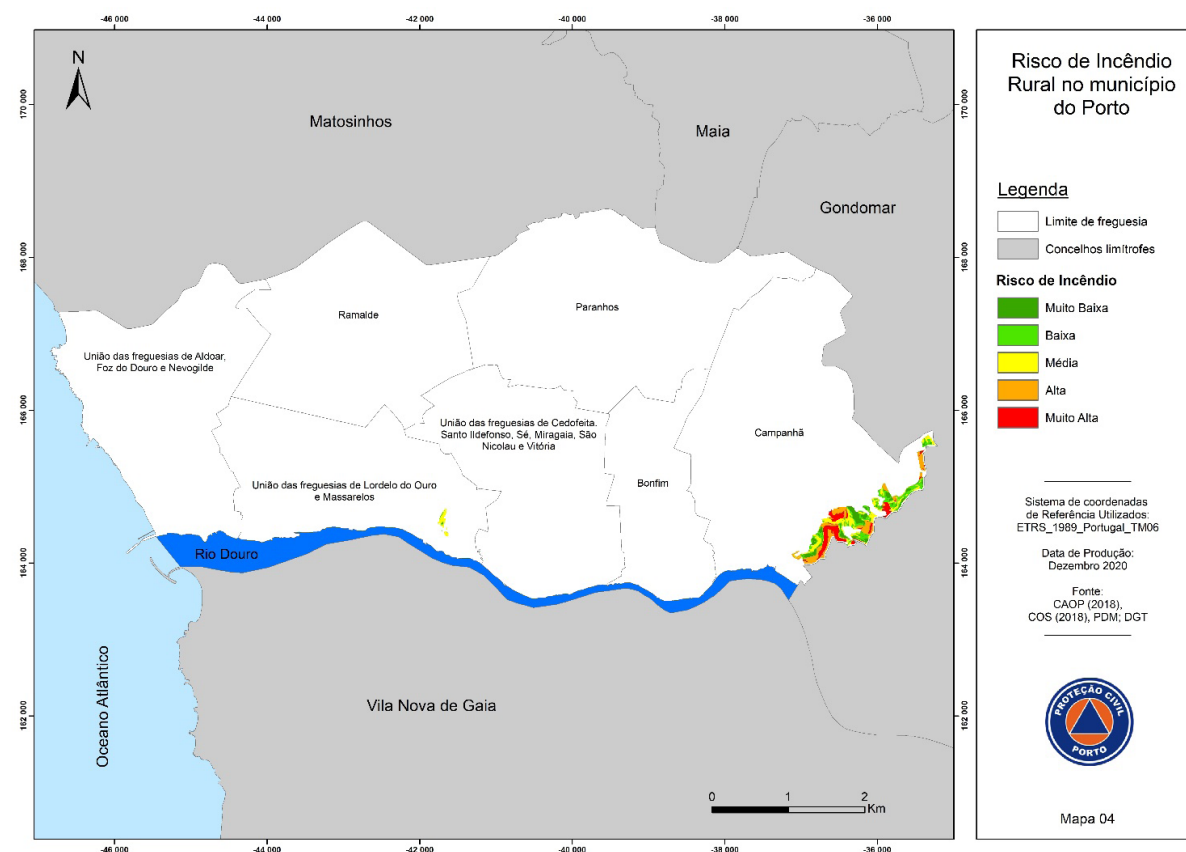 -46 000
-44 000
-42 000
-40 000
-38 000
-36 000
170 000
168 000
166 000
164 000
162 000
N
Matosinhos
Maia
Gondomar
Ramalde
Paranhos
União das freguesias de Aldoar,
Foz do Douro e Nevogilde
União das freguesias de Cedofeita.
Santo Ildefonso, Sé, Miragaia, São
Nicolau e Vitória
Campanhã
União das freguesias de Lordelo do Ouro
e Massarelos
Bonfim
Rio Douro
Oceano Atlântico
Vila Nova de Gaia
0 1 2
Km
170 000
168 000
166 000
164 000
162 000
-46 000
-44 000
-42 000
-40 000
-38 000
-36 000
Risco de Incêndio
Rural no município
do Porto
Legenda
Limite de freguesia
Concelhos limítrofes
Risco de Incêndio
Muito Baixa
Baixa
Média
Alta
Muito Alta
Sistema de coordenadas
de Referência Utilizados:
ETRS_1989_Portugal_TM06
Data de Produção:
Dezembro 2020
Fonte:
CAOP (2018),
COS (2018), PDM; DGT
PROTEÇÃO CIVIL
PORTO
Mapa 04